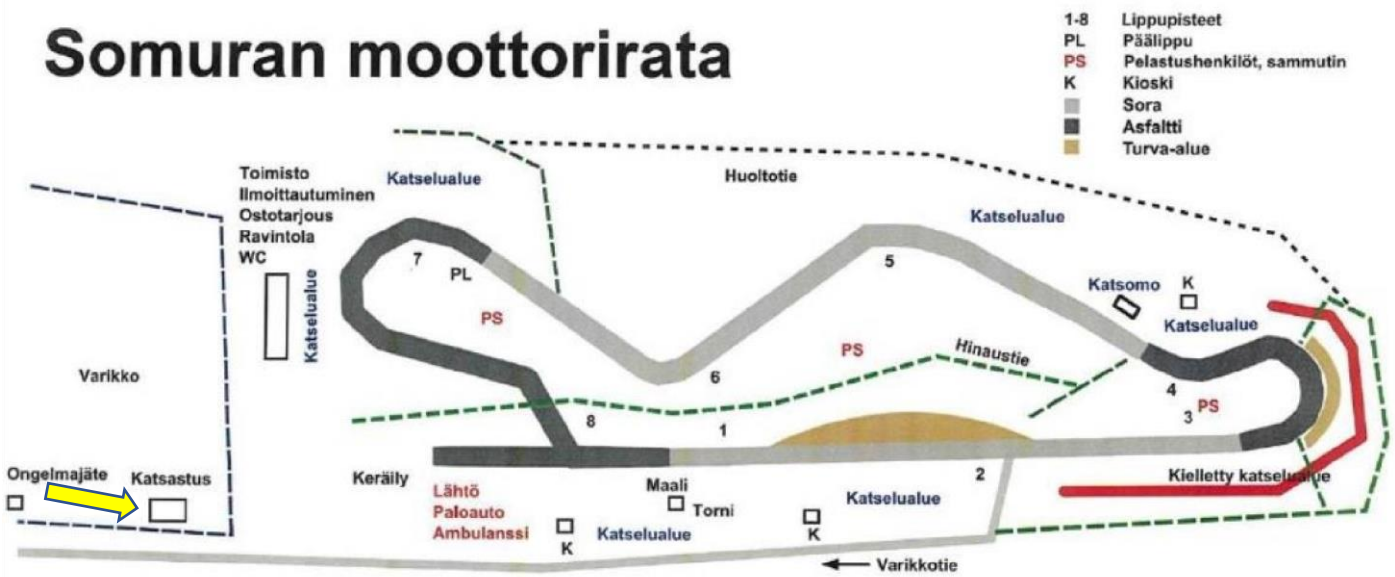 Somuran moottorirata
1-8 Lippupisteet
PL Päälippu
PS Pelastushenkilöt, sammutin
K Kioski
Sora
Asfaltti
Turva-alue
Toimisto
Ilmoittautuminen
Ostotarjous
Ravintola
WC
Katselualue
Katselualue
Huoltotie
Katselualue
7
PL
5
Katsomo
K
Katselualue
PS
PS
Hinaustie
Varikko
6
4
3
PS
8
1
2
Ongelmajäte
Katsastus
Keräily
Lähtö
Paloauto
Ambulanssi
Maali
Torni
K
Katselualue
Katselualue
K
Kielletty katselualue
Varikkotie